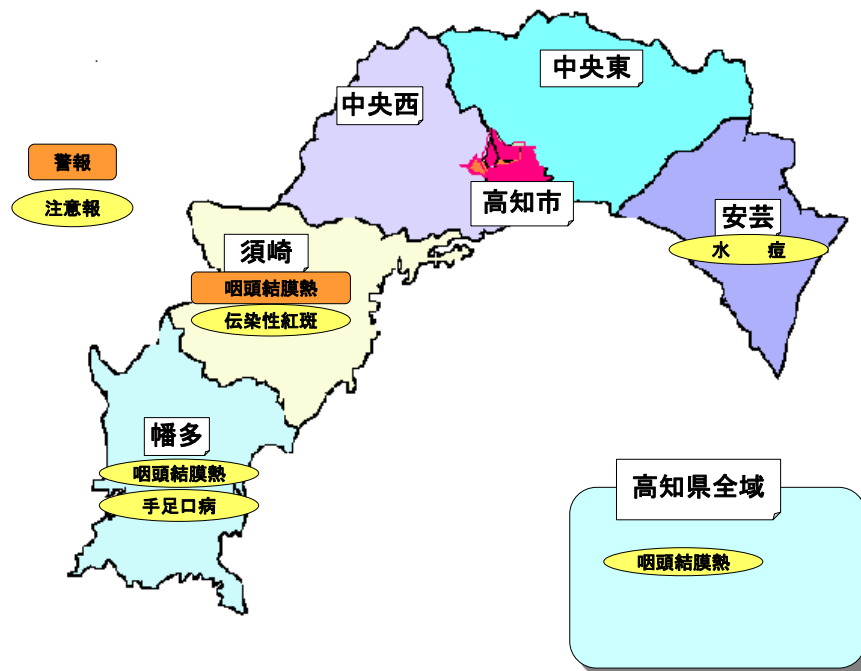 中央東
中央西
警報
注意報
高知市
安芸
水　痘
須崎
咽頭結膜熱
伝染性紅斑
幡多
咽頭結膜熱
手足口病
高知県全域
咽頭結膜熱